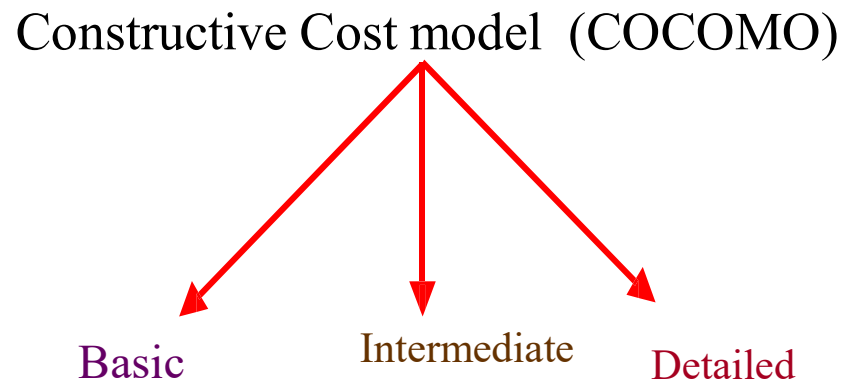 Constructive Cost model (COCOMO)
Basic
Intermediate
Detailed